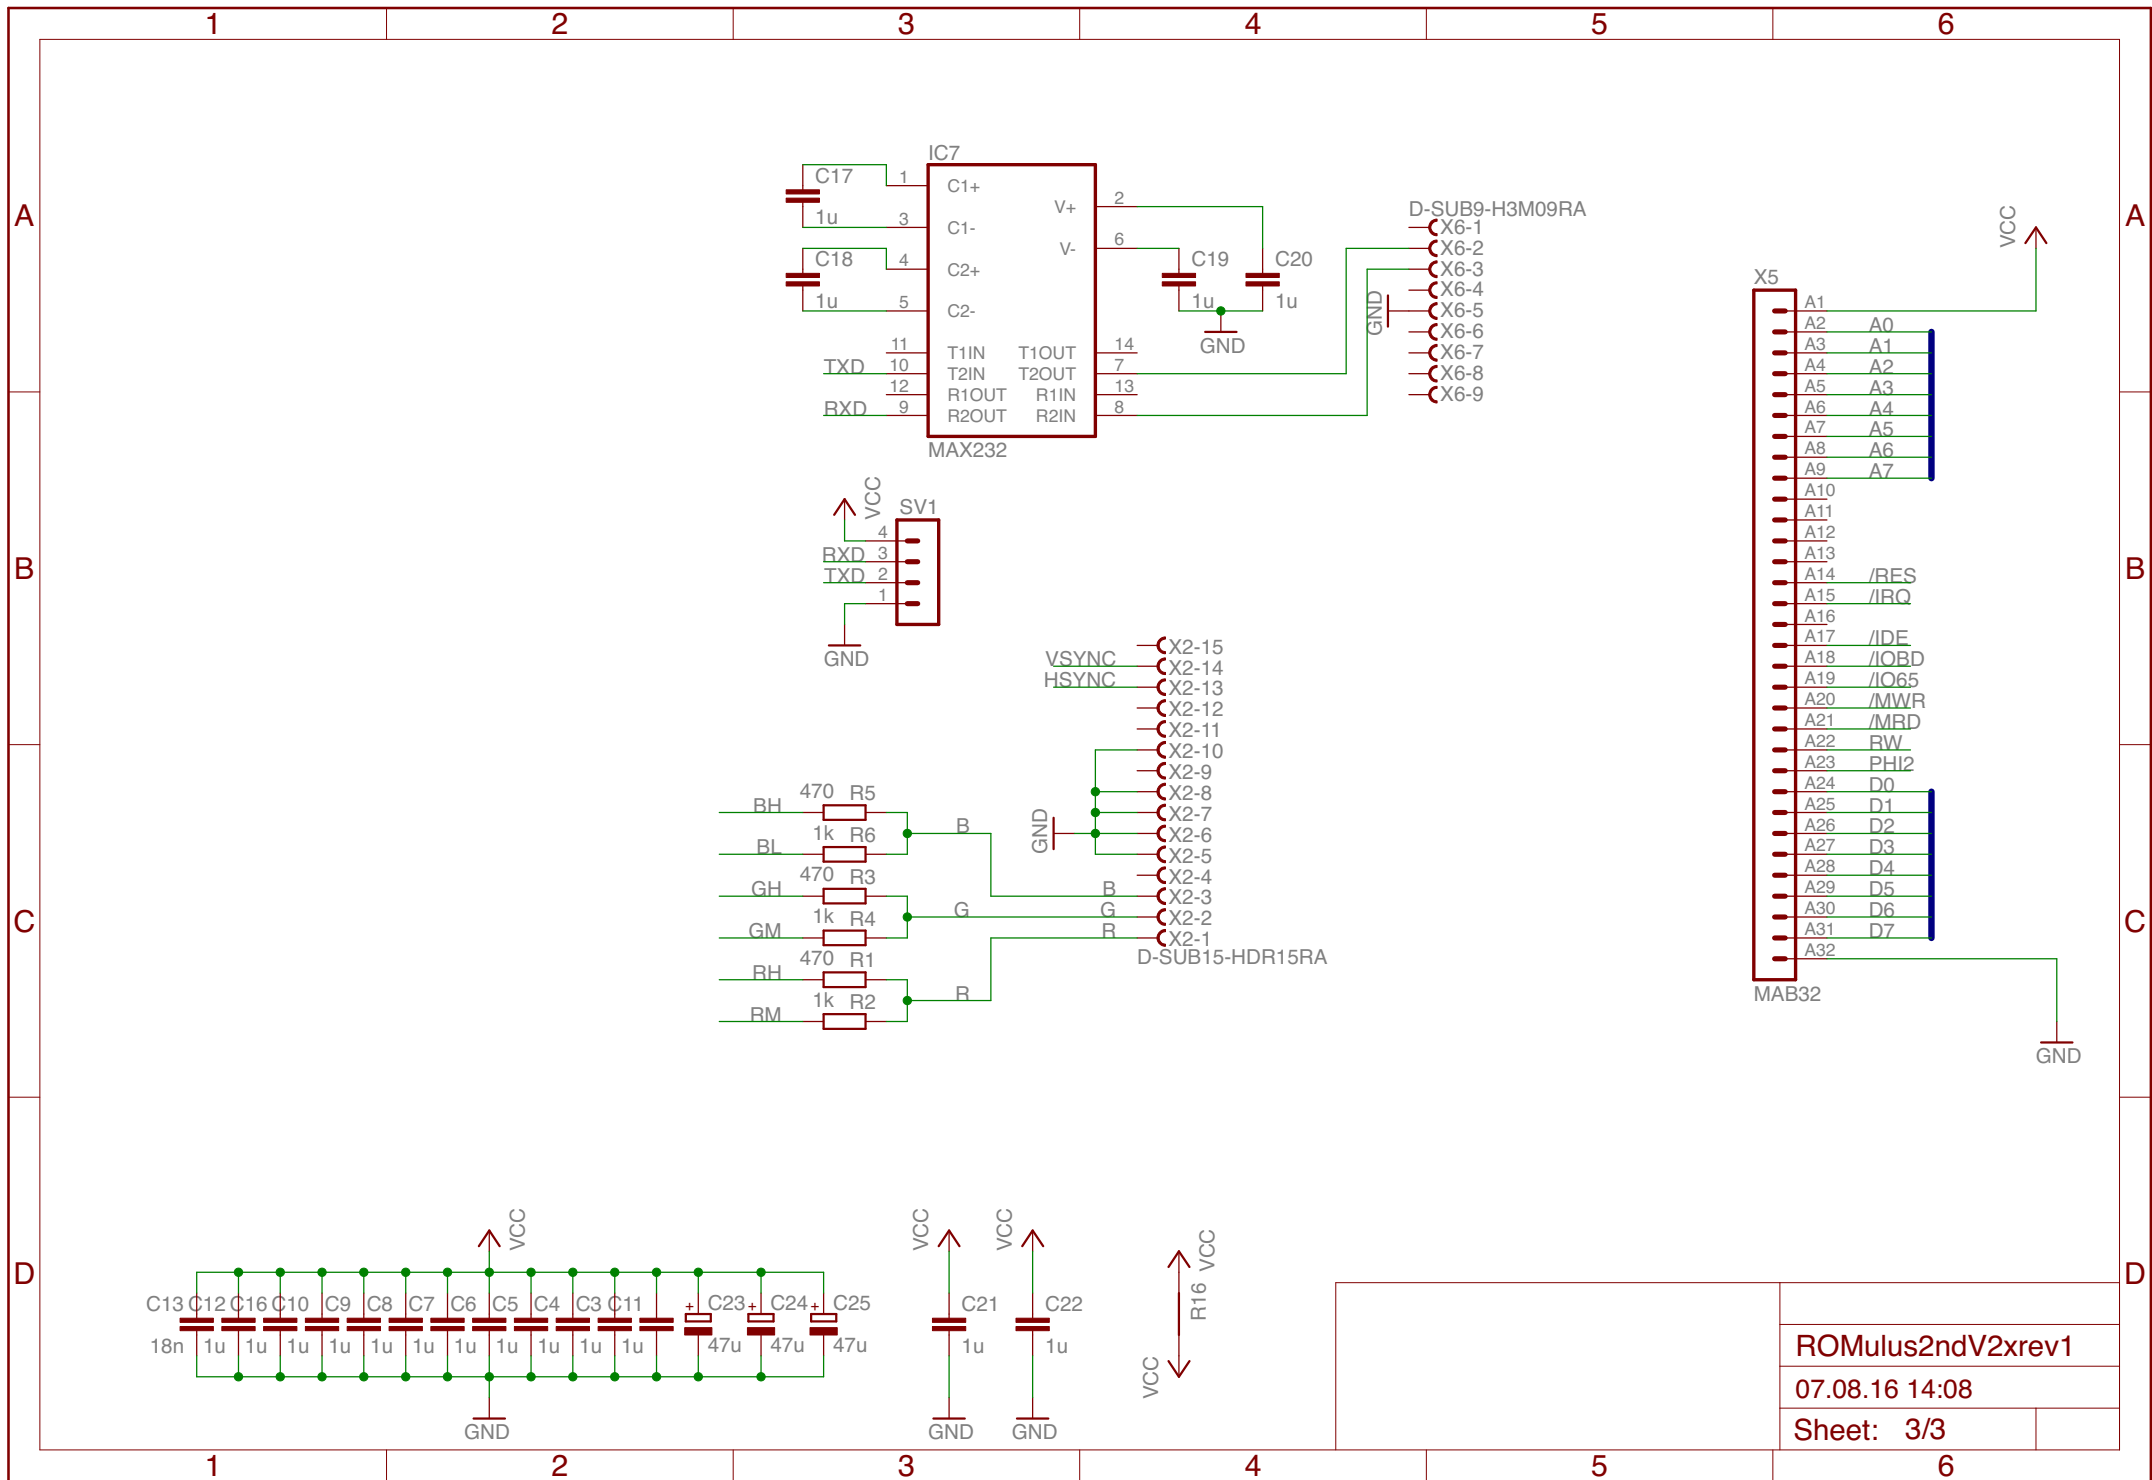 1 2 3 4 5 6
A A
B B
C C
D D
IC7
C17
1u
C18
1u
1 C1+
3 C1-
4 C2+
5 C2-
11 T1IN T1OUT 14
TXD 10 T2IN T2OUT 7
12 R1OUT R1IN 13
RXD 9 R2OUT R2IN 8
V+ 2
V- 6
MAX232
C19
1u
C20
1u
GND
D-SUB9-H3M09RA
X6-1
X6-2
X6-3
X6-4
GND X6-5
X6-6
X6-7
X6-8
X6-9
VCC
SV1
4
RXD 3
TXD 2
1
GND
X2-15
VSYNC X2-14
HSYNC X2-13
X2-12
X2-11
X2-10
X2-9
X2-8
X2-7
GND X2-6
X2-5
X2-4
B X2-3
G X2-2
R X2-1
D-SUB15-HDR15RA
BH 470 R5
BL 1k R6
B
GH 470 R3
GM 1k R4
G
RH 470 R1
RM 1k R2
R
VCC
X5
A1
A2 A0
A3 A1
A4 A2
A5 A3
A6 A4
A7 A5
A8 A6
A9 A7
A10
A11
A12
A13
A14 /RES
A15 /IRQ
A16
A17 /IDE
A18 /IOBD
A19 /IO65
A20 /MWR
A21 /MRD
A22 RW
A23 PHI2
A24 D0
A25 D1
A26 D2
A27 D3
A28 D4
A29 D5
A30 D6
A31 D7
A32
MAB32
GND
VCC
C13 C12 C16 C10 C9 C8 C7 C6 C5 C4 C3 C11 + C23 + C24 + C25
18n 1u 1u 1u 1u 1u 1u 1u 1u 1u 1u 1u 47u 47u 47u
GND
VCC
C21
1u
GND
VCC
C22
1u
GND
VCC
R16
VCC
ROMulus2ndV2xrev1
07.08.16 14:08
Sheet: 3/3
1 2 3 4 5 6